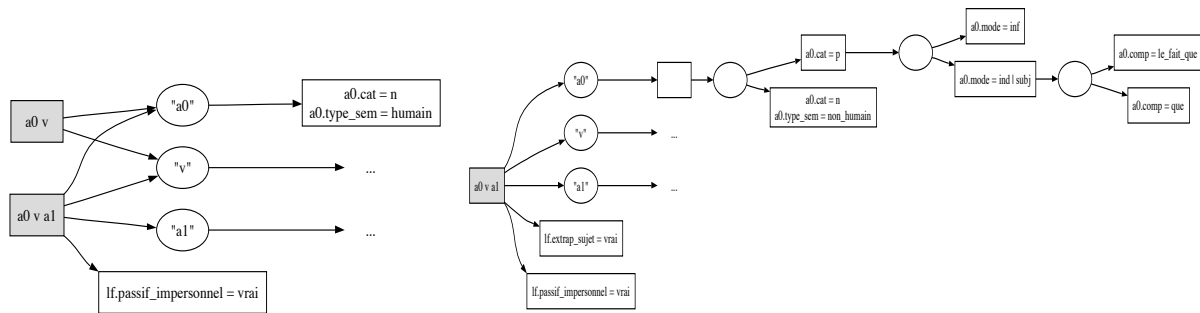 a0 v
a0 v a1
"a0"
"v"
"a1"
a0.cat = n
a0.type_sem = humain
...
...
lf.passif_impersonnel = vrai
a0 v a1
"a0"
"v"
"a1"
...
...
lf.extrap_sujet = vrai
lf.passif_impersonnel = vrai
a0.cat = p
a0.cat = n
a0.type_sem = non_humain
a0.mode = inf
a0.mode = ind | subj
a0.comp = le_fait_que
a0.comp = que